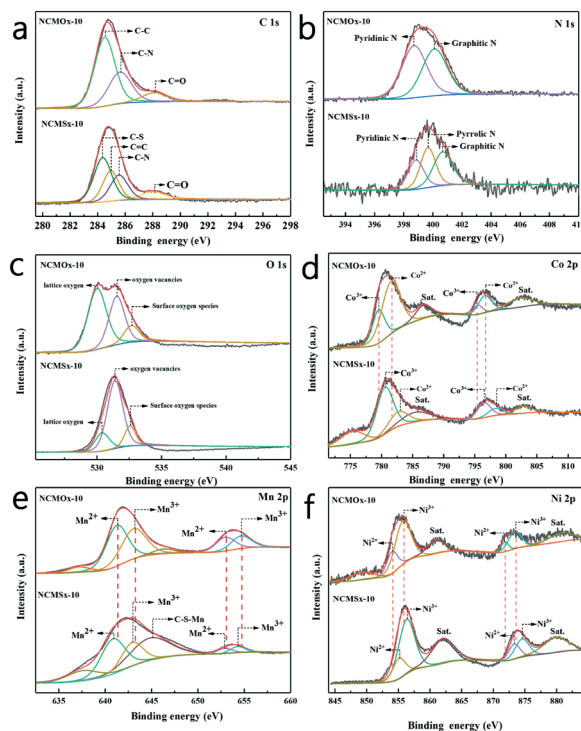 a
C 1s
NCMOx-10
C-C
C-N
C=O
NCMSx-10
C-S
C=C
C-N
C=O
Intensity (a.u.)
280 282 284 286 288 290 292 294 296 298
Binding energy (eV)
b
N 1s
NCMOx-10
Pyridinic N
Graphitic N
NCMSx-10
Pyridinic N
Pyrrolic N
Graphitic N
Intensity (a.u.)
394 396 398 400 402 404 406 408 41
Binding energy (eV)
c
O 1s
NCMOx-10
lattice oxygen
oxygen vacancies
Surface oxygen species
NCMSx-10
oxygen vacancies
lattice oxygen
Surface oxygen species
Intensity (a.u.)
530 535 540 545
Binding energy (eV)
d
Co 2p
NCMOx-10
Co3+
Co2+
Sat.
Co3+
Co2+
Sat.
NCMSx-10
Co3+
Co2+
Sat.
Co3+
Co2+
Sat.
Intensity (a.u.)
775 780 785 790 795 800 805 810
Binding energy (eV)
e
Mn 2p
NCMOx-10
Mn2+
Mn3+
Mn2+
Mn3+
NCMSx-10
Mn2+
Mn3+
C-S-Mn
Mn2+
Mn3+
Intensity (a.u.)
635 640 645 650 655 660
Binding energy (eV)
f
Ni 2p
NCMOx-10
Ni2+
Ni3+
Sat.
Ni2+
Ni3+
Sat.
NCMSx-10
Ni2+
Ni3+
Sat.
Ni2+
Ni3+
Sat.
Intensity (a.u.)
845 850 855 860 865 870 875 880
Binding energy (eV)